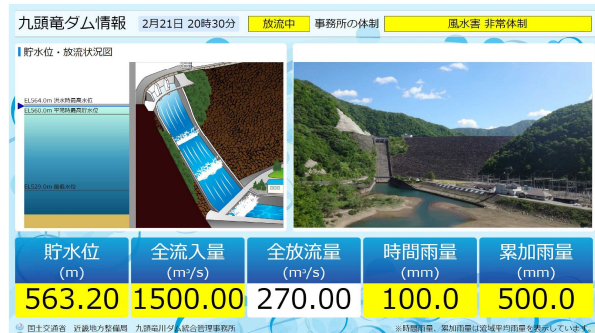 九頭竜ダム情報 2月21日 20時30分 放流中 事務所の体制 風水害 非常体制
貯水位・放流状況図
EL564.0m 洪水時最高水位
EL560.0m 平常時最高貯水位
EL520.0m 最低水位
貯水位 全流入量 全放流量 時間雨量 累加雨量
(m) (m³/s) (m³/s) (mm) (mm)
563.20 1500.00 270.00 100.0 500.0
国土交通省 近畿地方整備局 九頭竜川ダム統合管理事務所 ※時間雨量、累加雨量は流域平均雨量を表示しています。